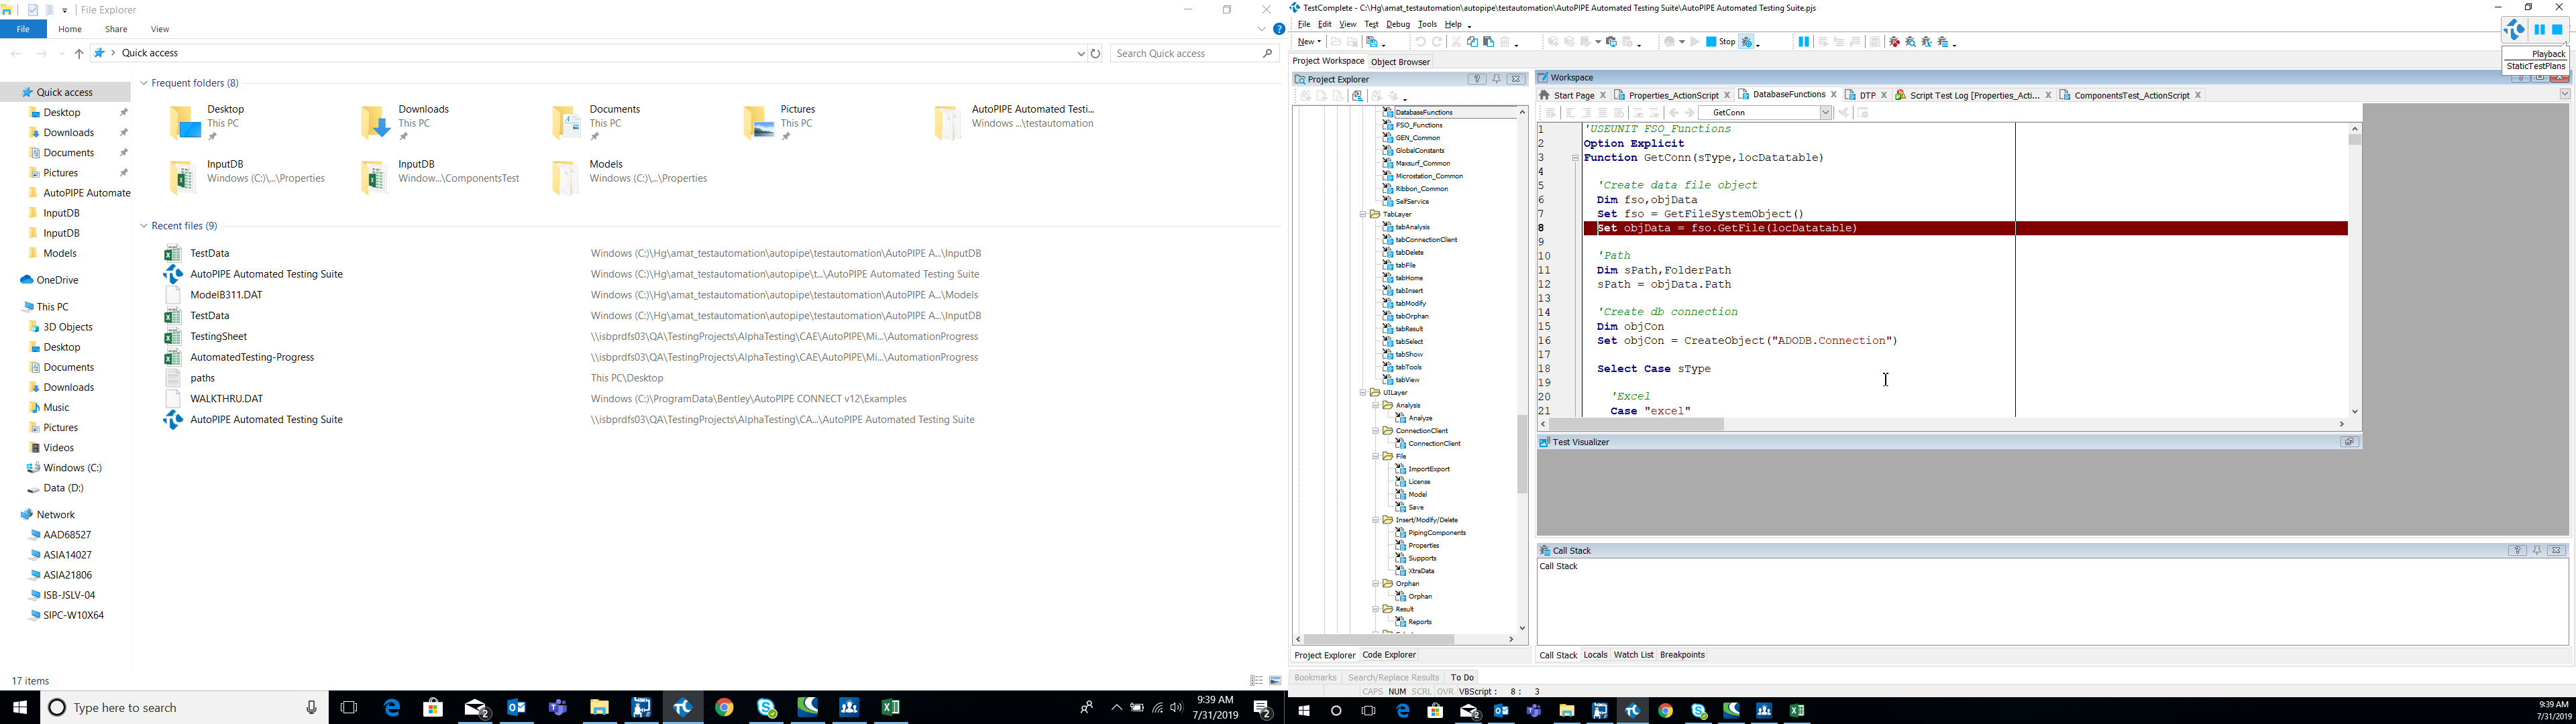 File Explorer
File Home Share View
Quick access
Search Quick access
Quick access
Desktop
Downloads
Documents
Pictures
AutoPIPE Automate
InputDB
InputDB
Models
OneDrive
This PC
3D Objects
Desktop
Documents
Downloads
Music
Pictures
Videos
Windows (C:)
Data (D:)
Network
AAD68527
ASIA14027
ASIA21806
ISB-JSLV-04
SIPC-W10X64
Frequent folders (8)
Desktop
This PC
Downloads
This PC
Documents
This PC
Pictures
This PC
AutoPIPE Automated Testi...
Windows ...\testautomation
InputDB
Windows (C:)\...\Properties
InputDB
Window...\ComponentsTest
Models
Windows (C:)\...\Properties
Recent files (9)
TestData Windows (C:)\Hg\amat_testautomation\autopipe\testautomation\AutoPIPE A...\InputDB
AutoPIPE Automated Testing Suite Windows (C:)\Hg\amat_testautomation\autopipe\t...\AutoPIPE Automated Testing Suite
ModelB311.DAT Windows (C:)\Hg\amat_testautomation\autopipe\testautomation\AutoPIPE A...\Models
TestData Windows (C:)\Hg\amat_testautomation\autopipe\testautomation\AutoPIPE A...\InputDB
TestingSheet \\isbprdfs03\QA\TestingProjects\AlphaTesting\CAE\AutoPIPE\Mi...\AutomationProgress
AutomatedTesting-Progress \\isbprdfs03\QA\TestingProjects\AlphaTesting\CAE\AutoPIPE\Mi...\AutomationProgress
paths This PC\Desktop
WALKTHRU.DAT Windows (C:)\ProgramData\Bentley\AutoPIPE CONNECT v12\Examples
AutoPIPE Automated Testing Suite \\isbprdfs03\QA\TestingProjects\AlphaTesting\CA...\AutoPIPE Automated Testing Suite
17 items
Type here to search
2
9:39 AM
7/31/2019
2
TestComplete - C:\Hg\amat_testautomation\autopipe\testautomation\AutoPIPE Automated Testing Suite\AutoPIPE Automated Testing Suite.pjs
File Edit View Test Debug Tools Help
New Stop
Playback
StaticTestPlans
Project Workspace Object Browser
Project Explorer
DatabaseFunctions
FSO_Functions
GEN_Common
GlobalConstants
Maxsurf_Common
Microstation_Common
Ribbon_Common
SelfService
TabLayer
tabAnalysis
tabConnectionClient
tabDelete
tabFile
tabHome
tabInsert
tabModify
tabOrphan
tabResult
tabSelect
tabShow
tabTools
tabView
UILayer
Analysis
Analyze
ConnectionClient
ConnectionClient
File
ImportExport
License
Model
Save
Insert/Modify/Delete
PipingComponents
Properties
Supports
XtraData
Orphan
Orphan
Result
Reports
Project Explorer Code Explorer
Workspace
Start Page Properties_ActionScript DatabaseFunctions DTP Script Test Log [Properties_Acti... ComponentsTest_ActionScript
GetConn
1 'USEUNIT FSO_Functions
2 Option Explicit
3 Function GetConn(sType,locDatatable)
4
5 'Create data file object
6 Dim fso,objData
7 Set fso = GetFileSystemObject()
8 Set objData = fso.GetFile(locDatatable)
9
10 'Path
11 Dim sPath,FolderPath
12 sPath = objData.Path
13
14 'Create db connection
15 Dim objCon
16 Set objCon = CreateObject("ADODB.Connection")
17
18 Select Case sType
19
20 'Excel
21 Case "excel"
Test Visualizer
Call Stack
Call Stack
Call Stack Locals Watch List Breakpoints
Bookmarks Search/Replace Results To Do
CAPS NUM SCRL OVR VBScript : 8 : 3
2
9:39 AM
7/31/2019